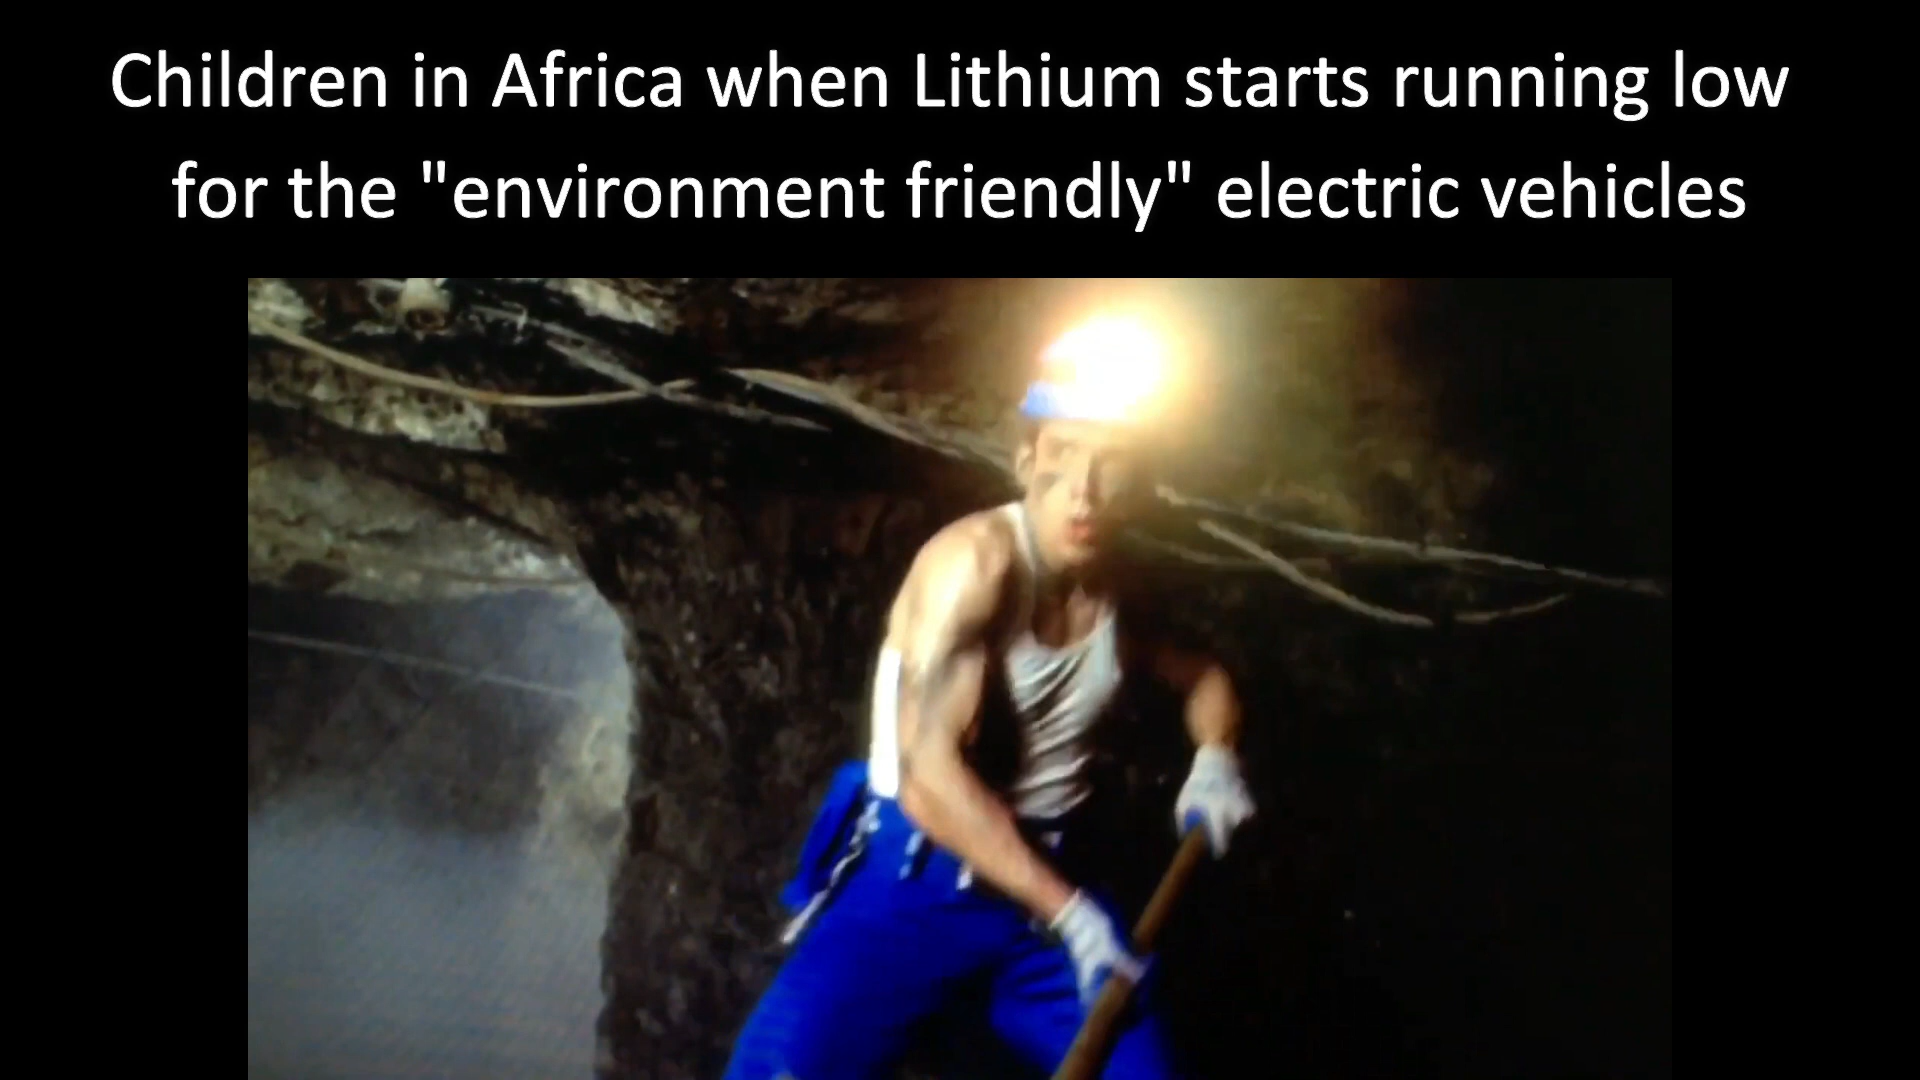 Children in Africa when Lithium starts running low
for the "environment friendly" electric vehicles